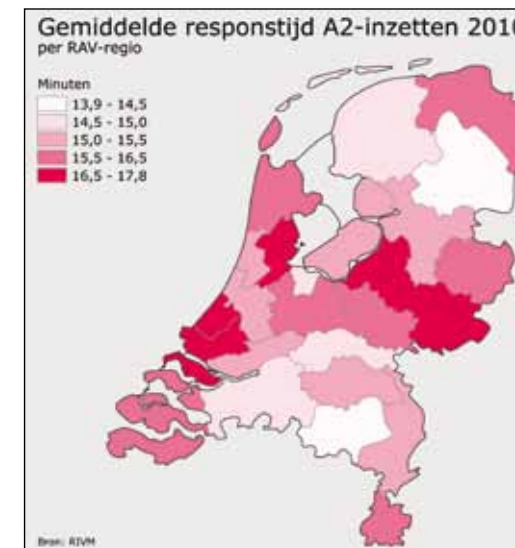 Gemiddelde responstijd A2-inzetten 2010
per RAV-regio
Minuten
13,9 - 14,5
14,5 - 15,0
15,0 - 15,5
15,5 - 16,5
16,5 - 17,8
Bron: RIVM